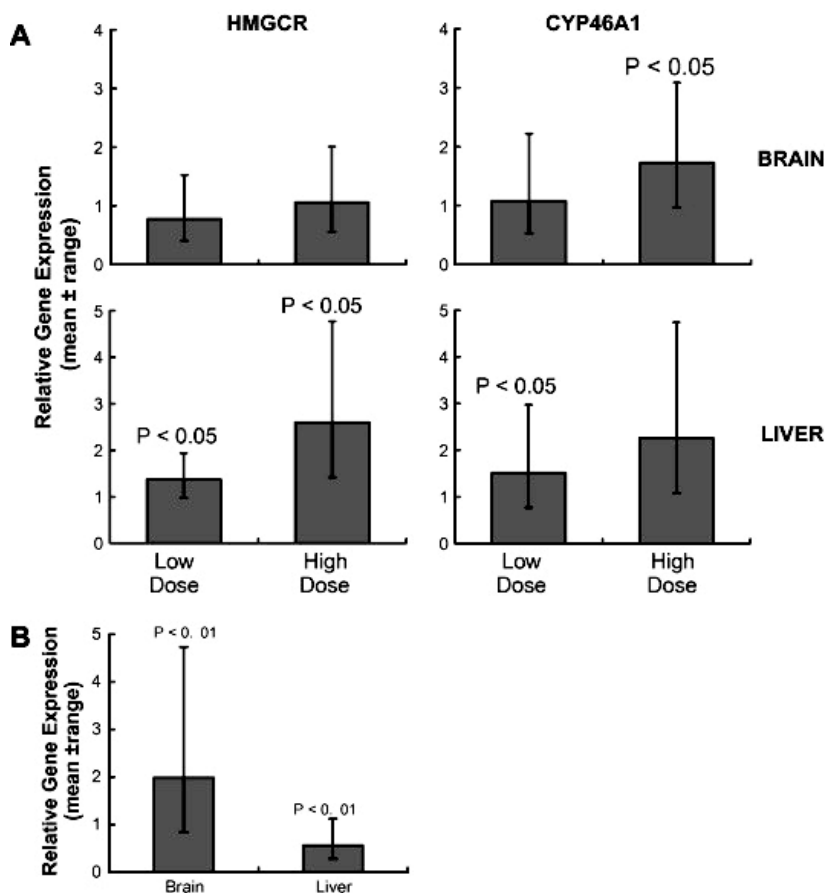 A
HMGCR
CYP46A1
4
3
2
1
0
4
3
2
1
0
P < 0.05
BRAIN
Relative Gene Expression
(mean ± range)
5
4
3
2
1
0
P < 0.05
P < 0.05
5
4
3
2
1
0
P < 0.05
LIVER
Low
Dose
High
Dose
Low
Dose
High
Dose
B
Relative Gene Expression
(mean ±range)
5
4
3
2
1
0
P < 0. 01
P < 0. 01
Brain
Liver